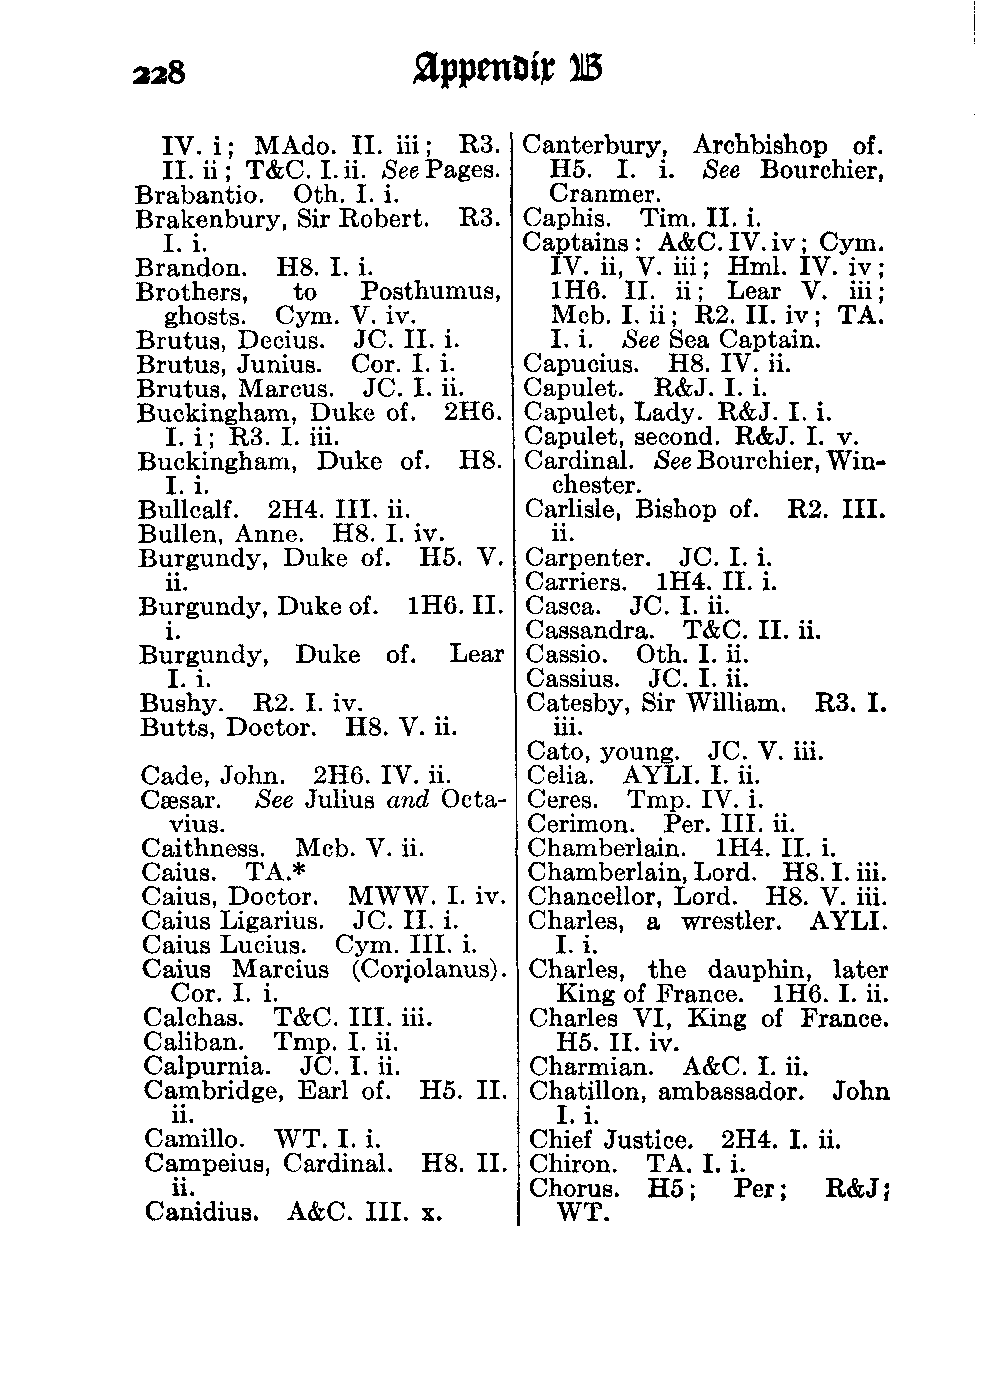 228 Appendix B
IV. i; MAdo. II. iii; R3.
II. ii; T&C. I. ii. See Pages.
Brabantio. Oth. I. i.
Brakenbury, Sir Robert. R3.
I. i.
Brandon. H8. I. i.
Brothers, to Posthumus,
ghosts. Cym. V. iv.
Brutus, Decius. JC. II. i.
Brutus, Junius. Cor. I. i.
Brutus, Marcus. JC. I. ii.
Buckingham, Duke of. 2H6.
I. i; R3. I. iii.
Buckingham, Duke of. H8.
I. i.
Bullcalf. 2H4. III. ii.
Bullen, Anne. H8. I. iv.
Burgundy, Duke of. H5. V.
ii.
Burgundy, Duke of. 1H6. II.
i.
Burgundy, Duke of. Lear
I. i.
Bushy. R2. I. iv.
Butts, Doctor. H8. V. ii.
Cade, John. 2H6. IV. ii.
Cæsar. See Julius and Octa-
vius.
Caithness. Mcb. V. ii.
Caius. TA.*
Caius, Doctor. MWW. I. iv.
Caius Ligarius. JC. II. i.
Caius Lucius. Cym. III. i.
Caius Marcius (Corjolanus).
Cor. I. i.
Calchas. T&C. III. iii.
Caliban. Tmp. I. ii.
Calpurnia. JC. I. ii.
Cambridge, Earl of. H5. II.
ii.
Camillo. WT. I. i.
Campeius, Cardinal. H8. II.
ii.
Canidius. A&C. III. x.
Canterbury, Archbishop of.
H5. I. i. See Bourchier,
Cranmer.
Caphis. Tim. II. i.
Captains: A&C. IV. iv; Cym.
IV. ii, V. iii; Hml. IV. iv;
1H6. II. ii; Lear V. iii;
Mcb. I. ii; R2. II. iv; TA.
I. i. See Sea Captain.
Capucius. H8. IV. ii.
Capulet. R&J. I. i.
Capulet, Lady. R&J. I. i.
Capulet, second. R&J. I. v.
Cardinal. See Bourchier, Win-
chester.
Carlisle, Bishop of. R2. III.
ii.
Carpenter. JC. I. i.
Carriers. 1H4. II. i.
Casca. JC. I. ii.
Cassandra. T&C. II. ii.
Cassio. Oth. I. ii.
Cassius. JC. I. ii.
Catesby, Sir William. R3. I.
iii.
Cato, young. JC. V. iii.
Celia. AYLI. I. ii.
Ceres. Tmp. IV. i.
Cerimon. Per. III. ii.
Chamberlain. 1H4. II. i.
Chamberlain, Lord. H8. I. iii.
Chancellor, Lord. H8. V. iii.
Charles, a wrestler. AYLI.
I. i.
Charles, the dauphin, later
King of France. 1H6. I. ii.
Charles VI, King of France.
H5. II. iv.
Charmian. A&C. I. ii.
Chatillon, ambassador. John
I. i.
Chief Justice. 2H4. I. ii.
Chiron. TA. I. i.
Chorus. H5; Per; R&J;
WT.